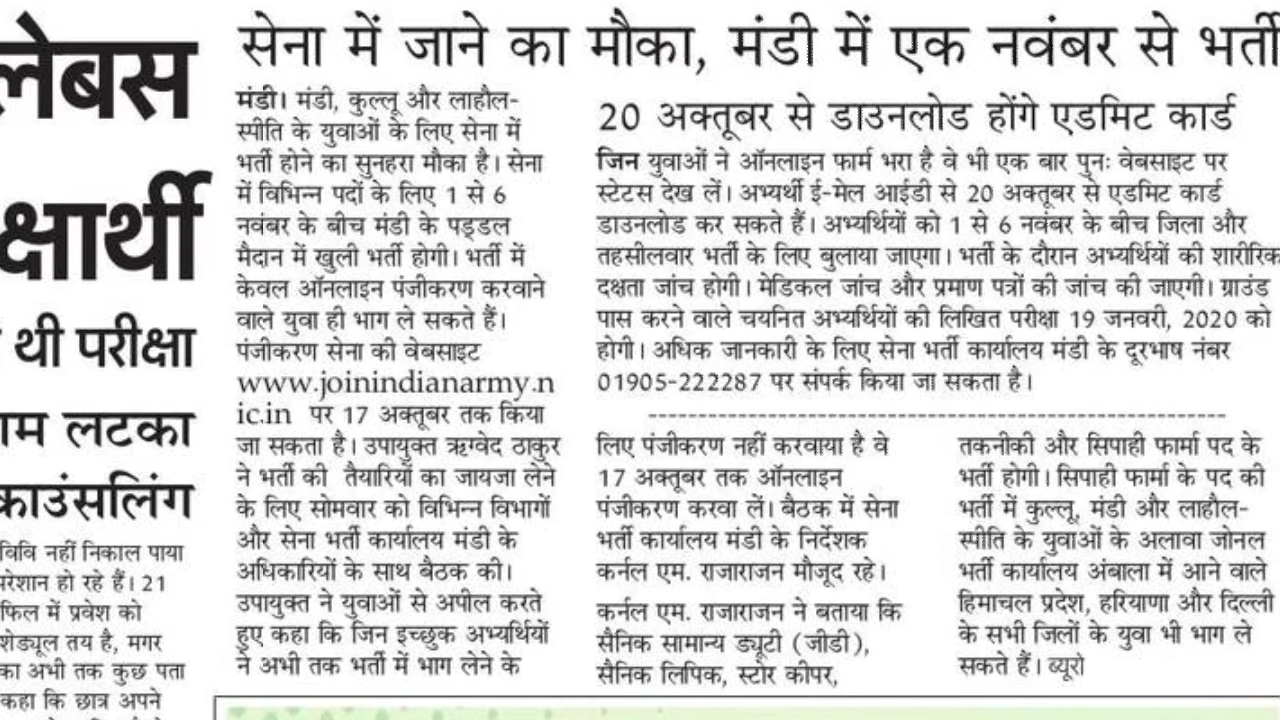 लेबस
क्षार्थी
थी परीक्षा
लटका
काउंसलिंग
विवि नहीं निकाल पाया
परेशान हो रहे हैं। 21
फिल में प्रवेश को
शेड्यूल तय है, मगर
का अभी तक कुछ पता
कहा कि छात्र अपने
सेना में जाने का मौका, मंडी में एक नवंबर से भर्ती
मंडी। मंडी, कुल्लू और लाहौल-
स्पीति के युवाओं के लिए सेना में
भर्ती होने का सुनहरा मौका है। सेना
में विभिन्न पदों के लिए 1 से 6
नवंबर के बीच मंडी के पड्डल
मैदान में खुली भर्ती होगी। भर्ती में
केवल ऑनलाइन पंजीकरण करवाने
वाले युवा ही भाग ले सकते हैं।
पंजीकरण सेना की वेबसाइट
www.joinindianarmy.n
ic.in पर 17 अक्तूबर तक किया
जा सकता है। उपायुक्त ऋग्वेद ठाकुर
ने भर्ती की तैयारियों का जायजा लेने
के लिए सोमवार को विभिन्न विभागों
और सेना भर्ती कार्यालय मंडी के
अधिकारियों के साथ बैठक की।
उपायुक्त ने युवाओं से अपील करते
हुए कहा कि जिन इच्छुक अभ्यर्थियों
ने अभी तक भर्ती में भाग लेने के
20 अक्तूबर से डाउनलोड होंगे एडमिट कार्ड
जिन युवाओं ने ऑनलाइन फार्म भरा है वे भी एक बार पुनः वेबसाइट पर
स्टेटस देख लें। अभ्यर्थी ई-मेल आईडी से 20 अक्तूबर से एडमिट कार्ड
डाउनलोड कर सकते हैं। अभ्यर्थियों को 1 से 6 नवंबर के बीच जिला और
तहसीलवार भर्ती के लिए बुलाया जाएगा। भर्ती के दौरान अभ्यर्थियों की शारीरिक
दक्षता जांच होगी। मेडिकल जांच और प्रमाण पत्रों की जांच की जाएगी। ग्राउंड
पास करने वाले चयनित अभ्यर्थियों की लिखित परीक्षा 19 जनवरी, 2020 को
होगी। अधिक जानकारी के लिए सेना भर्ती कार्यालय मंडी के दूरभाष नंबर
01905-222287 पर संपर्क किया जा सकता है।
लिए पंजीकरण नहीं करवाया है वे
17 अक्तूबर तक ऑनलाइन
पंजीकरण करवा लें। बैठक में सेना
भर्ती कार्यालय मंडी के निर्देशक
कर्नल एम. राजाराजन मौजूद रहे।
कर्नल एम. राजाराजन ने बताया कि
सैनिक सामान्य ड्यूटी (जीडी),
सैनिक लिपिक, स्टोर कीपर,
तकनीकी और सिपाही फार्मा पद के
भर्ती होगी। सिपाही फार्मा के पद की
भर्ती में कुल्लू, मंडी और लाहौल-
स्पीति के युवाओं के अलावा जोनल
भर्ती कार्यालय अंबाला में आने वाले
हिमाचल प्रदेश, हरियाणा और दिल्ली
के सभी जिलों के युवा भी भाग ले
सकते हैं। ब्यूरो